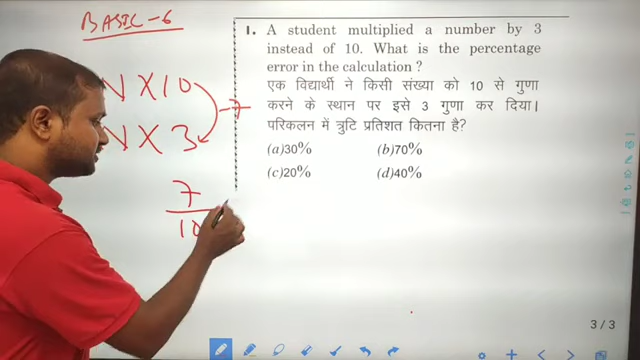 BASIC-6
N X 10
N X 3
-7
7
10
1. A student multiplied a number by 3
instead of 10. What is the percentage
error in the calculation ?
एक विद्यार्थी ने किसी संख्या को 10 से गुणा
करने के स्थान पर इसे 3 गुणा कर दिया।
परिकलन में त्रुटि प्रतिशत कितना है?
(a)30% (b)70%
(c)20% (d)40%
3/3